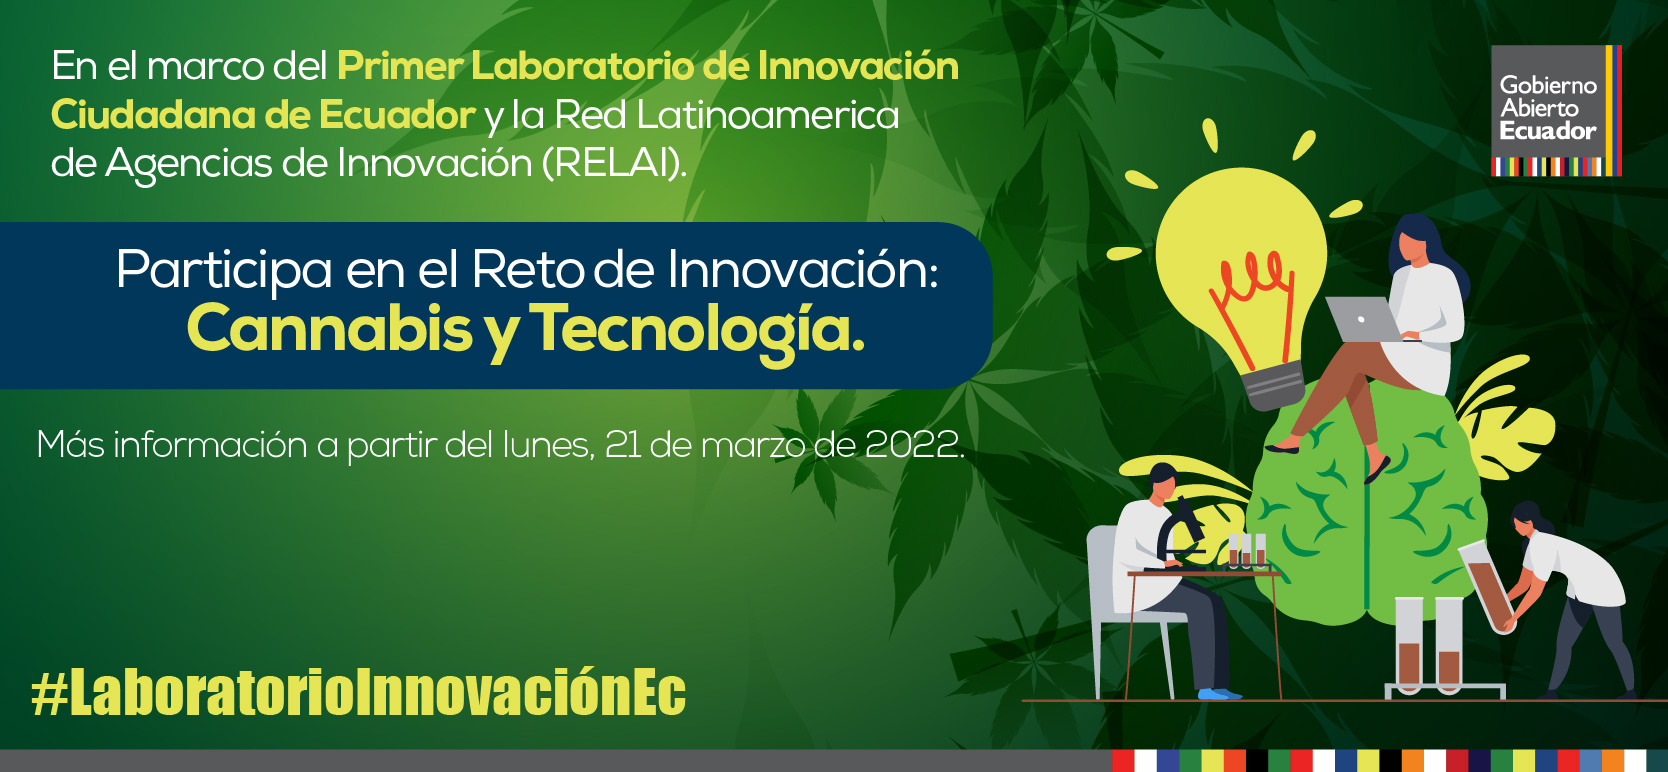 En el marco del Primer Laboratorio de Innovación
Ciudadana de Ecuador y la Red Latinoamerica
de Agencias de Innovación (RELAI).
Gobierno
Abierto
Ecuador
Participa en el Reto de Innovación:
Cannabis y Tecnología.
Más información a partir del lunes, 21 de marzo de 2022.
#LaboratorioInnovaciónEc